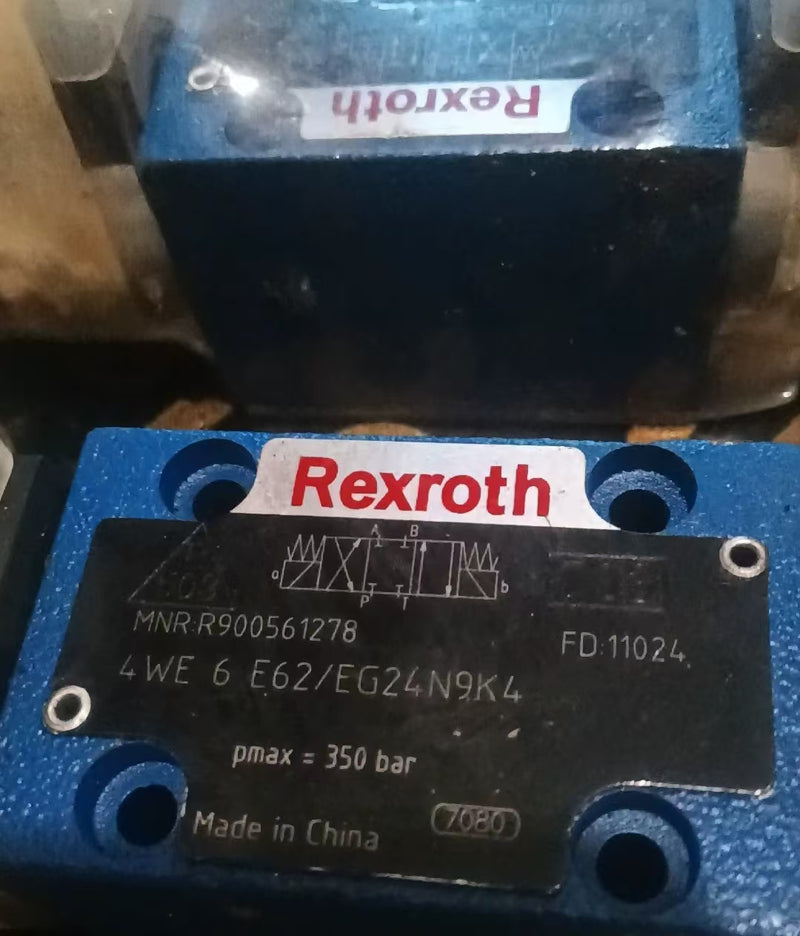 Rexroth
Rexroth
a A B b
P T
MNR:R900561278
FD:11024
4WE 6 E62/EG24N9K4
pmax = 350 bar
Made in China
7080